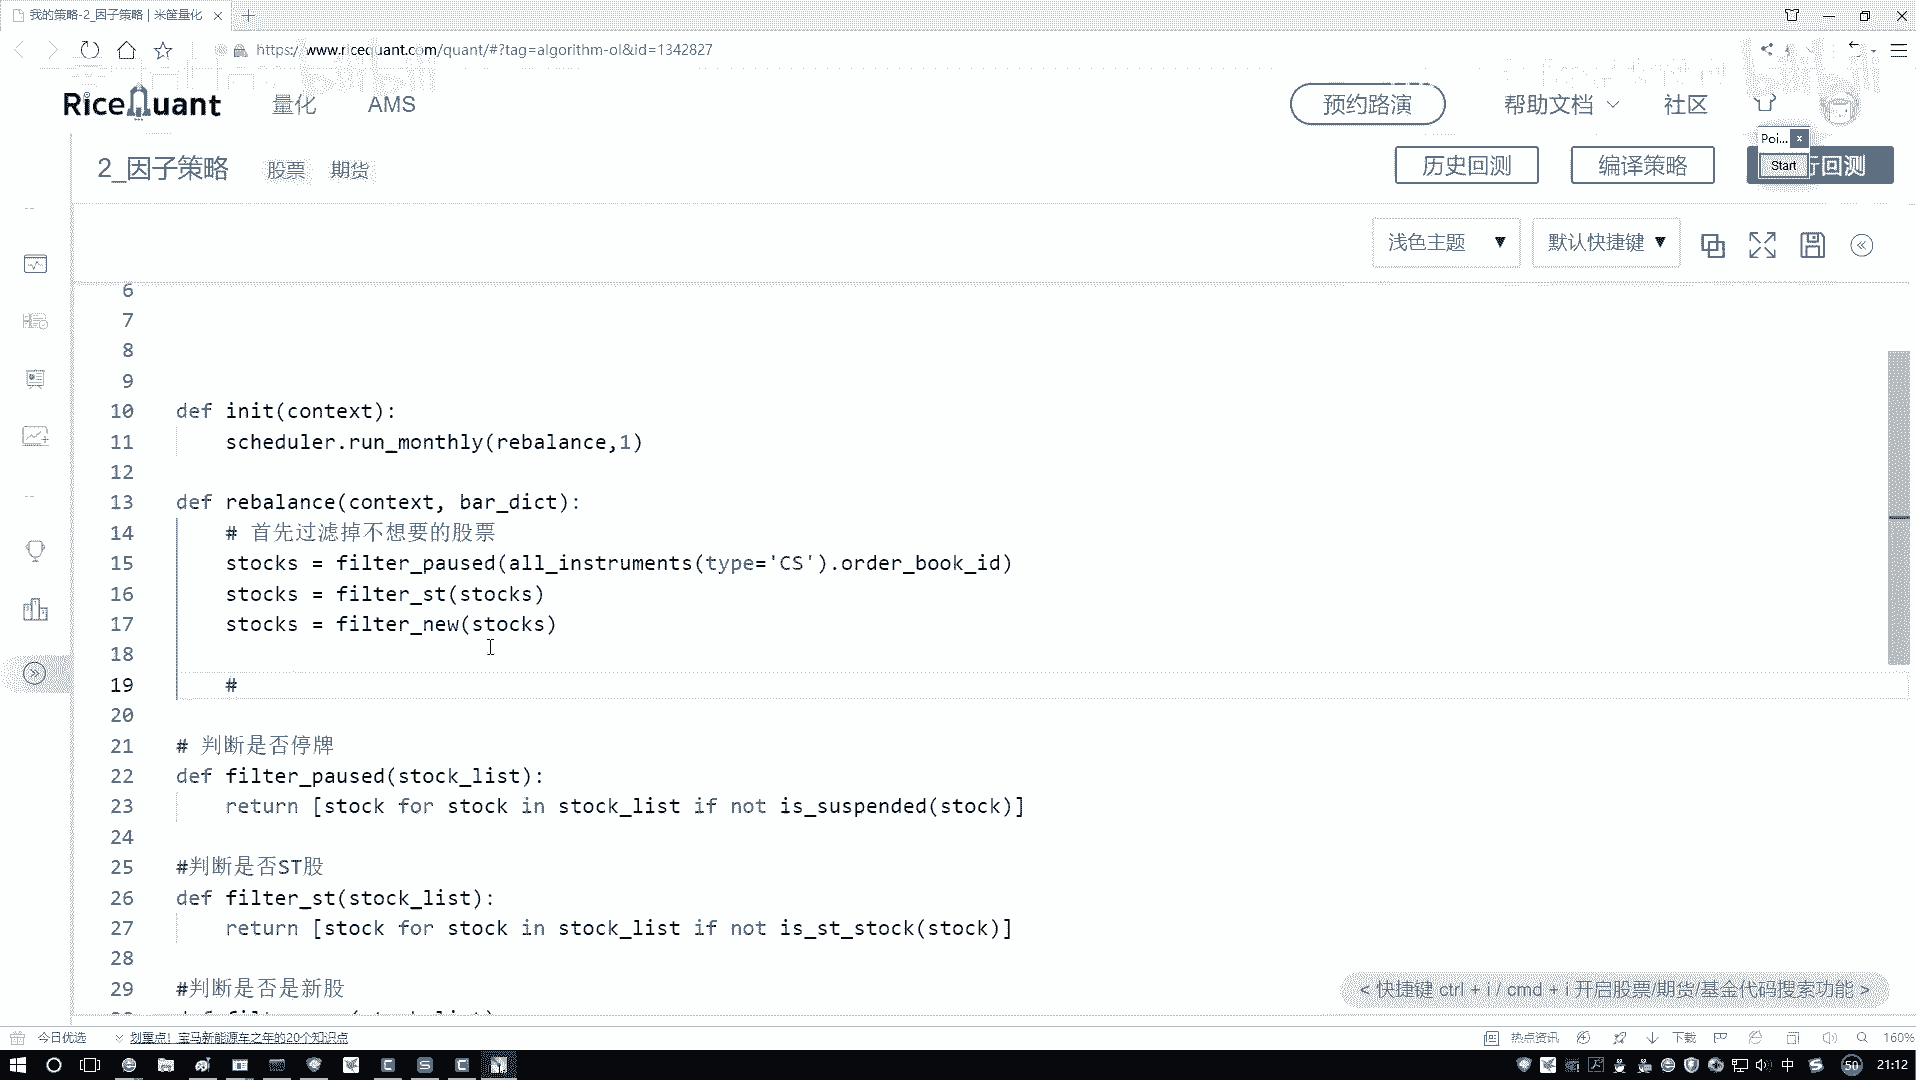 我的策略-2_因子策略 | 米筐量化
https://www.ricequant.com/quant/#?tag=algorithm-ol&id=1342827
bilibili
RiceQuant 量化 AMS 预约路演 帮助文档 社区
Poi... x
2_因子策略 股票 期货 历史回测 编译策略 Start 行回测
浅色主题 ▼ 默认快捷键 ▼
6
7
8
9
10 def init(context):
11 scheduler.run_monthly(rebalance,1)
12
13 def rebalance(context, bar_dict):
14 # 首先过滤掉不想要的股票
15 stocks = filter_paused(all_instruments(type='CS').order_book_id)
16 stocks = filter_st(stocks)
17 stocks = filter_new(stocks)
18
19 #
20
21 # 判断是否停牌
22 def filter_paused(stock_list):
23 return [stock for stock in stock_list if not is_suspended(stock)]
24
25 #判断是否ST股
26 def filter_st(stock_list):
27 return [stock for stock in stock_list if not is_st_stock(stock)]
28
29 #判断是否是新股
< 快捷键 ctrl + i / cmd + i 开启股票/期货/基金代码搜索功能 >
今日优选 划重点！宝马新能源车之年的20个知识点 热点资讯 下载 160%
中 50 21:12